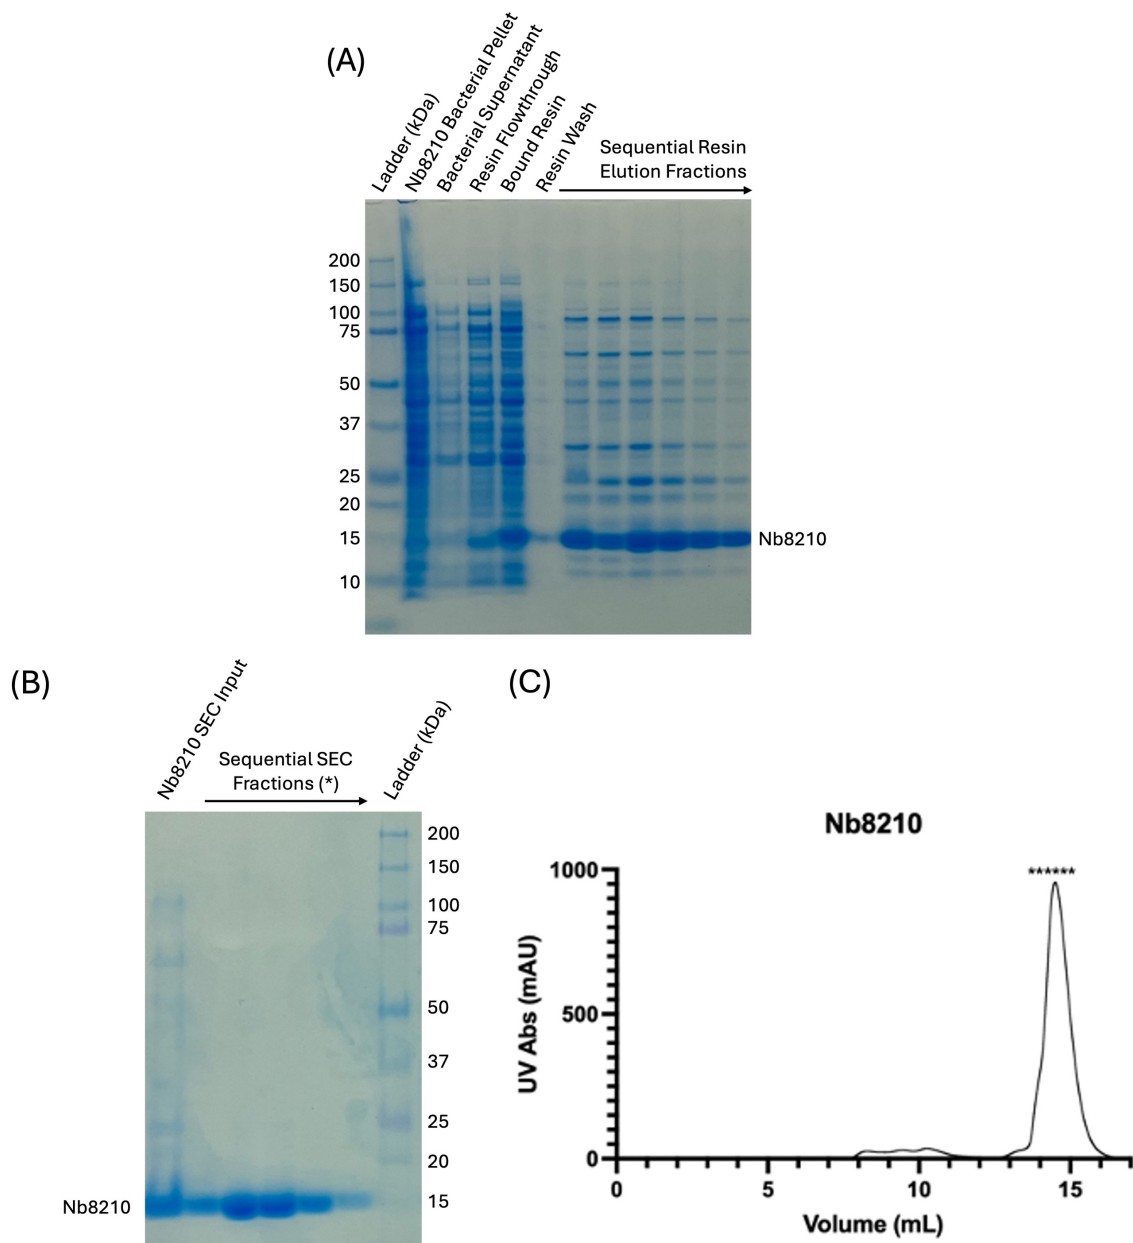 (A)
Ladder (kDa)
Nb8210 Bacterial Pellet
Bacterial Supernatant
Resin Flowthrough
Bound Resin
Resin Wash
Sequential Resin
Elution Fractions
200
150
100
75
50
37
25
20
15
10
Nb8210
(B)
Nb8210 SEC Input
Sequential SEC
Fractions (*)
Ladder (kDa)
200
150
100
75
50
37
25
20
15
Nb8210
(C)
Nb8210
******
1000
500
0
UV Abs (mAU)
0 5 10 15
Volume (mL)